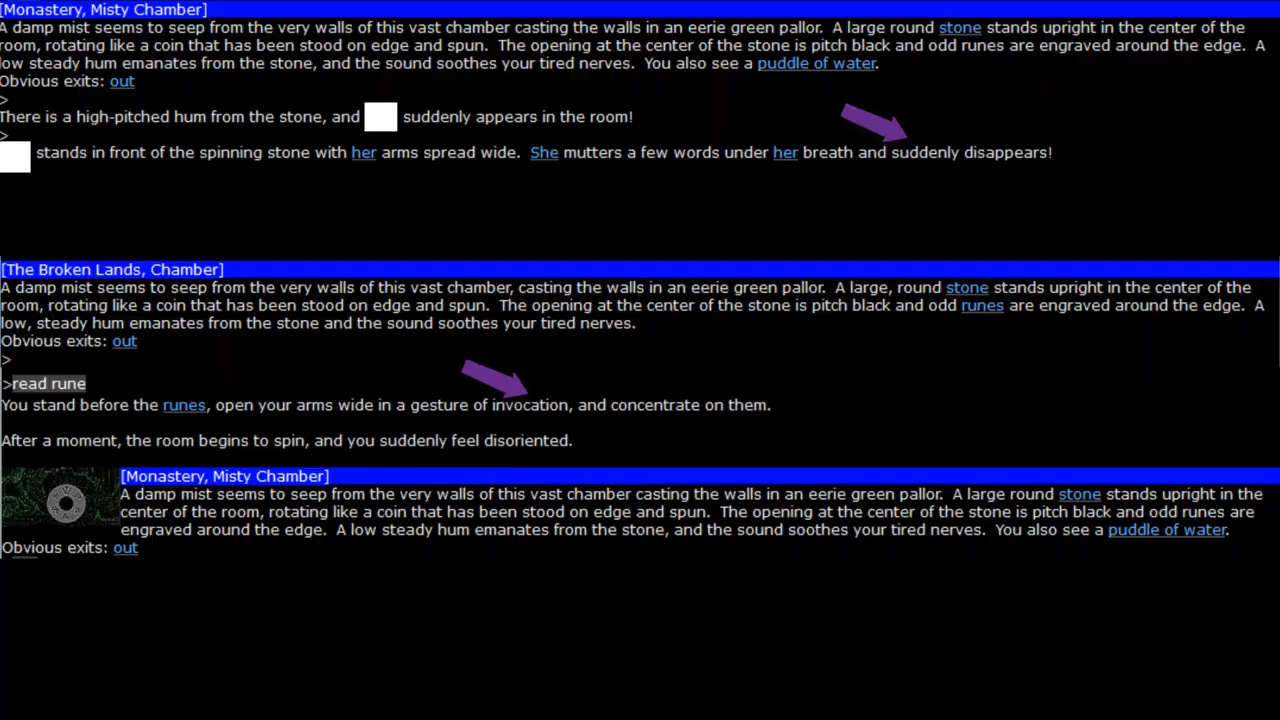 [Monastery, Misty Chamber]
A damp mist seems to seep from the very walls of this vast chamber casting the walls in an eerie green pallor.  A large round stone stands upright in the center of the
room, rotating like a coin that has been stood on edge and spun.  The opening at the center of the stone is pitch black and odd runes are engraved around the edge.  A
low steady hum emanates from the stone, and the sound soothes your tired nerves.  You also see a puddle of water.
Obvious exits: out
>
There is a high-pitched hum from the stone, and suddenly appears in the room!
>
stands in front of the spinning stone with her arms spread wide.  She mutters a few words under her breath and suddenly disappears!
[The Broken Lands, Chamber]
A damp mist seems to seep from the very walls of this vast chamber, casting the walls in an eerie green pallor.  A large, round stone stands upright in the center of the
room, rotating like a coin that has been stood on edge and spun.  The opening at the center of the stone is pitch black and odd runes are engraved around the edge.  A
low, steady hum emanates from the stone and the sound soothes your tired nerves.
Obvious exits: out
>
>read rune
You stand before the runes, open your arms wide in a gesture of invocation, and concentrate on them.
After a moment, the room begins to spin, and you suddenly feel disoriented.
[Monastery, Misty Chamber]
A damp mist seems to seep from the very walls of this vast chamber casting the walls in an eerie green pallor.  A large round stone stands upright in the
center of the room, rotating like a coin that has been stood on edge and spun.  The opening at the center of the stone is pitch black and odd runes are
engraved around the edge.  A low steady hum emanates from the stone, and the sound soothes your tired nerves.  You also see a puddle of water.
Obvious exits: out